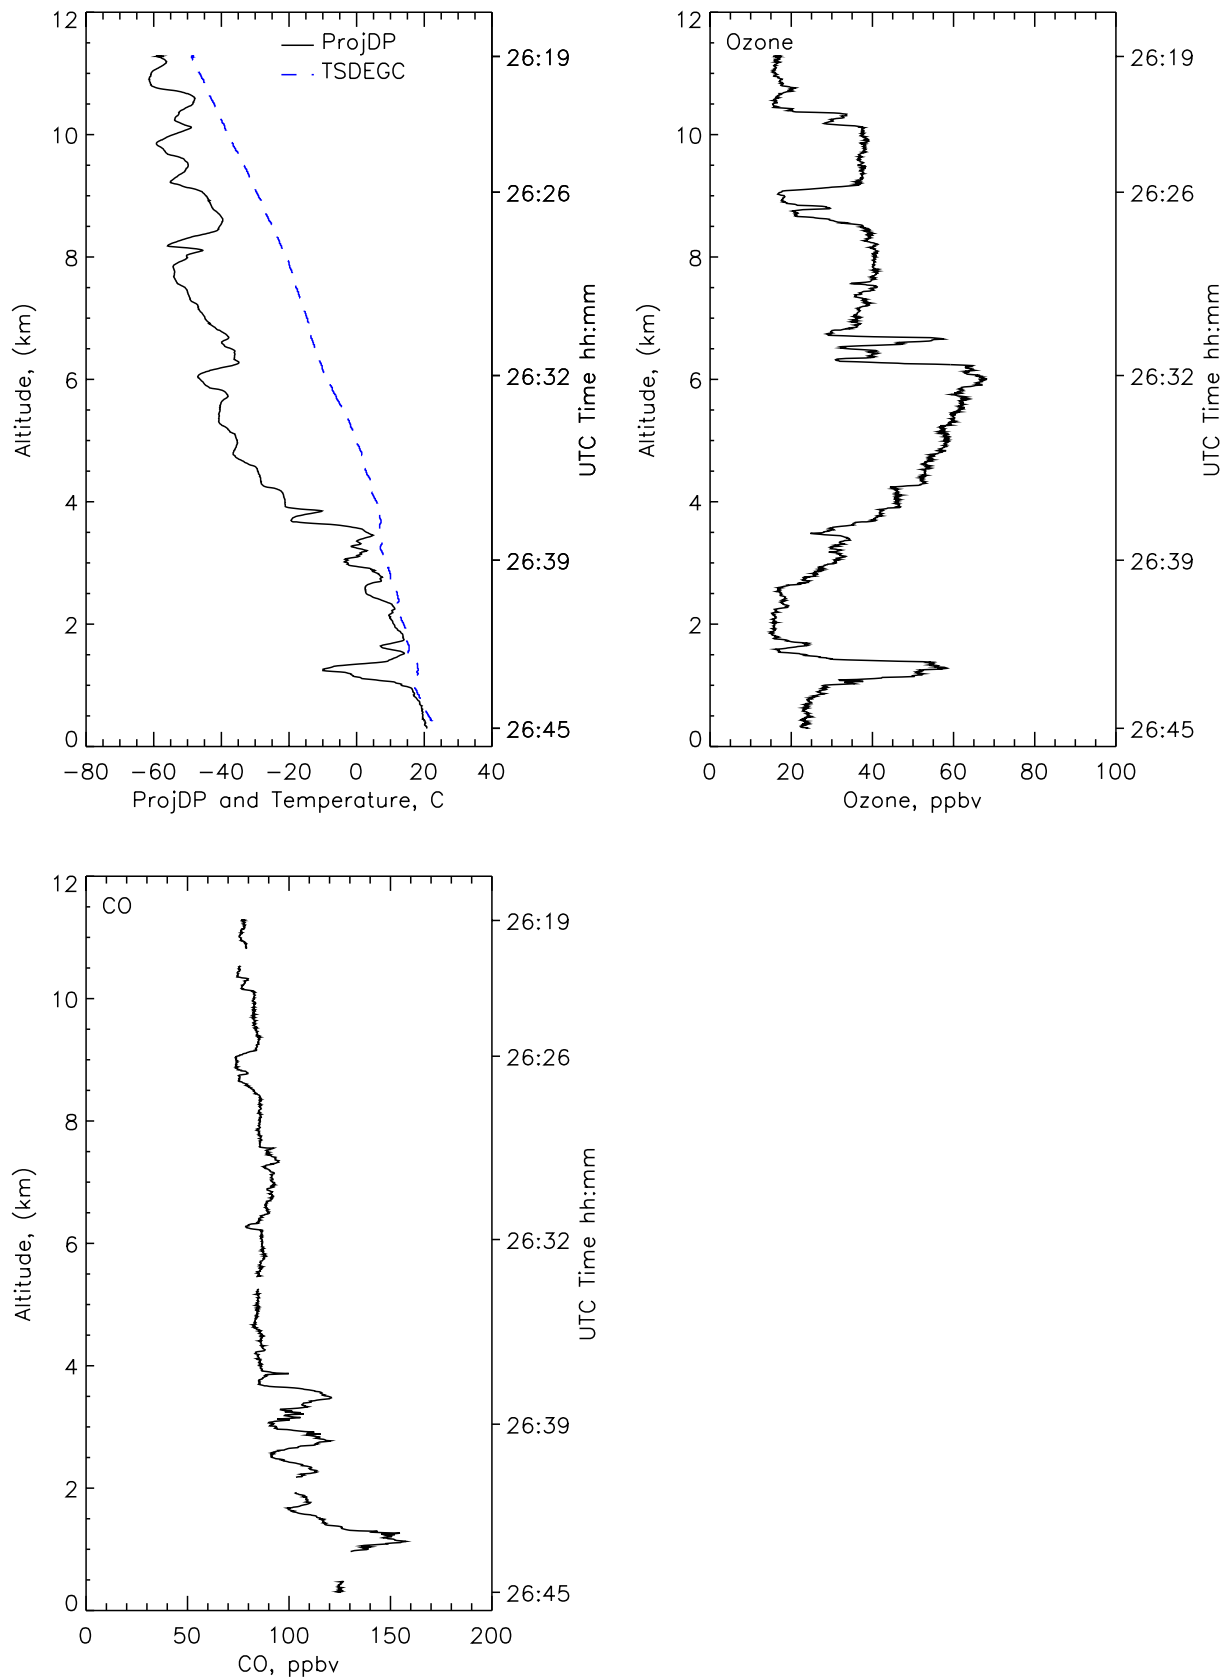 ProjDP
TSDEGC
12
10
8
6
4
2
0
Altitude, (km)
−80 −60 −40 −20 0 20 40
ProjDP and Temperature, C
26:19
26:26
26:32
26:39
26:45
UTC Time hh:mm
Ozone
12
10
8
6
4
2
0
Altitude, (km)
0 20 40 60 80 100
Ozone, ppbv
26:19
26:26
26:32
26:39
26:45
UTC Time hh:mm
CO
12
10
8
6
4
2
0
Altitude, (km)
0 50 100 150 200
CO, ppbv
26:19
26:26
26:32
26:39
26:45
UTC Time hh:mm